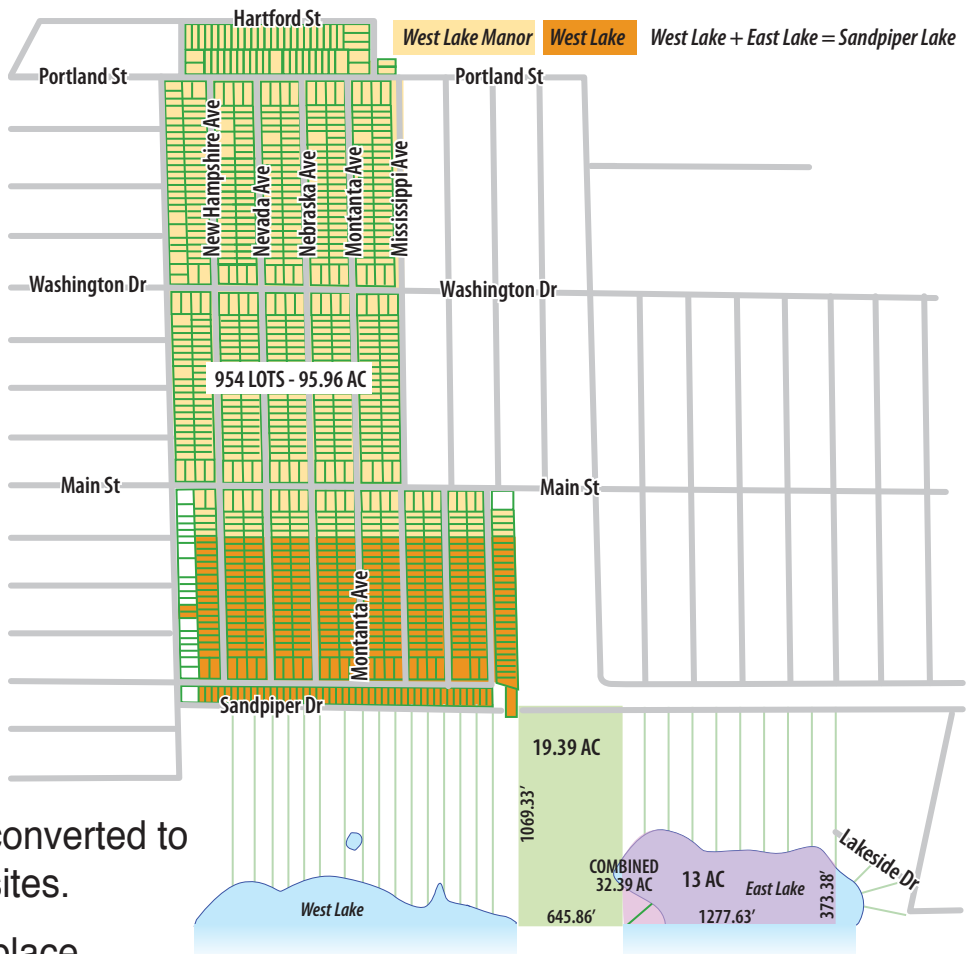 Hartford St
West Lake Manor
West Lake
West Lake + East Lake = Sandpiper Lake
Portland St
Portland St
New Hampshire Ave
Nevada Ave
Nebraska Ave
Montanta Ave
Mississippi Ave
Washington Dr
Washington Dr
954 LOTS - 95.96 AC
Main St
Main St
Montanta Ave
Sandpiper Dr
19.39 AC
1069.33'
converted to
sites.
COMBINED
32.39 AC
13 AC
East Lake
373.38'
Lakeside Dr
West Lake
645.86'
1277.63'
place